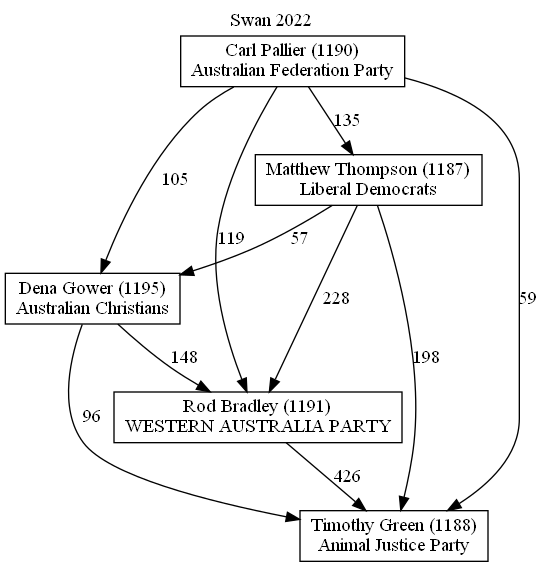 Swan 2022
Carl Pallier (1190)
Australian Federation Party
135
Matthew Thompson (1187)
Liberal Democrats
105
119
57
Dena Gower (1195)
Australian Christians
228
59
148
198
Rod Bradley (1191)
WESTERN AUSTRALIA PARTY
96
426
Timothy Green (1188)
Animal Justice Party